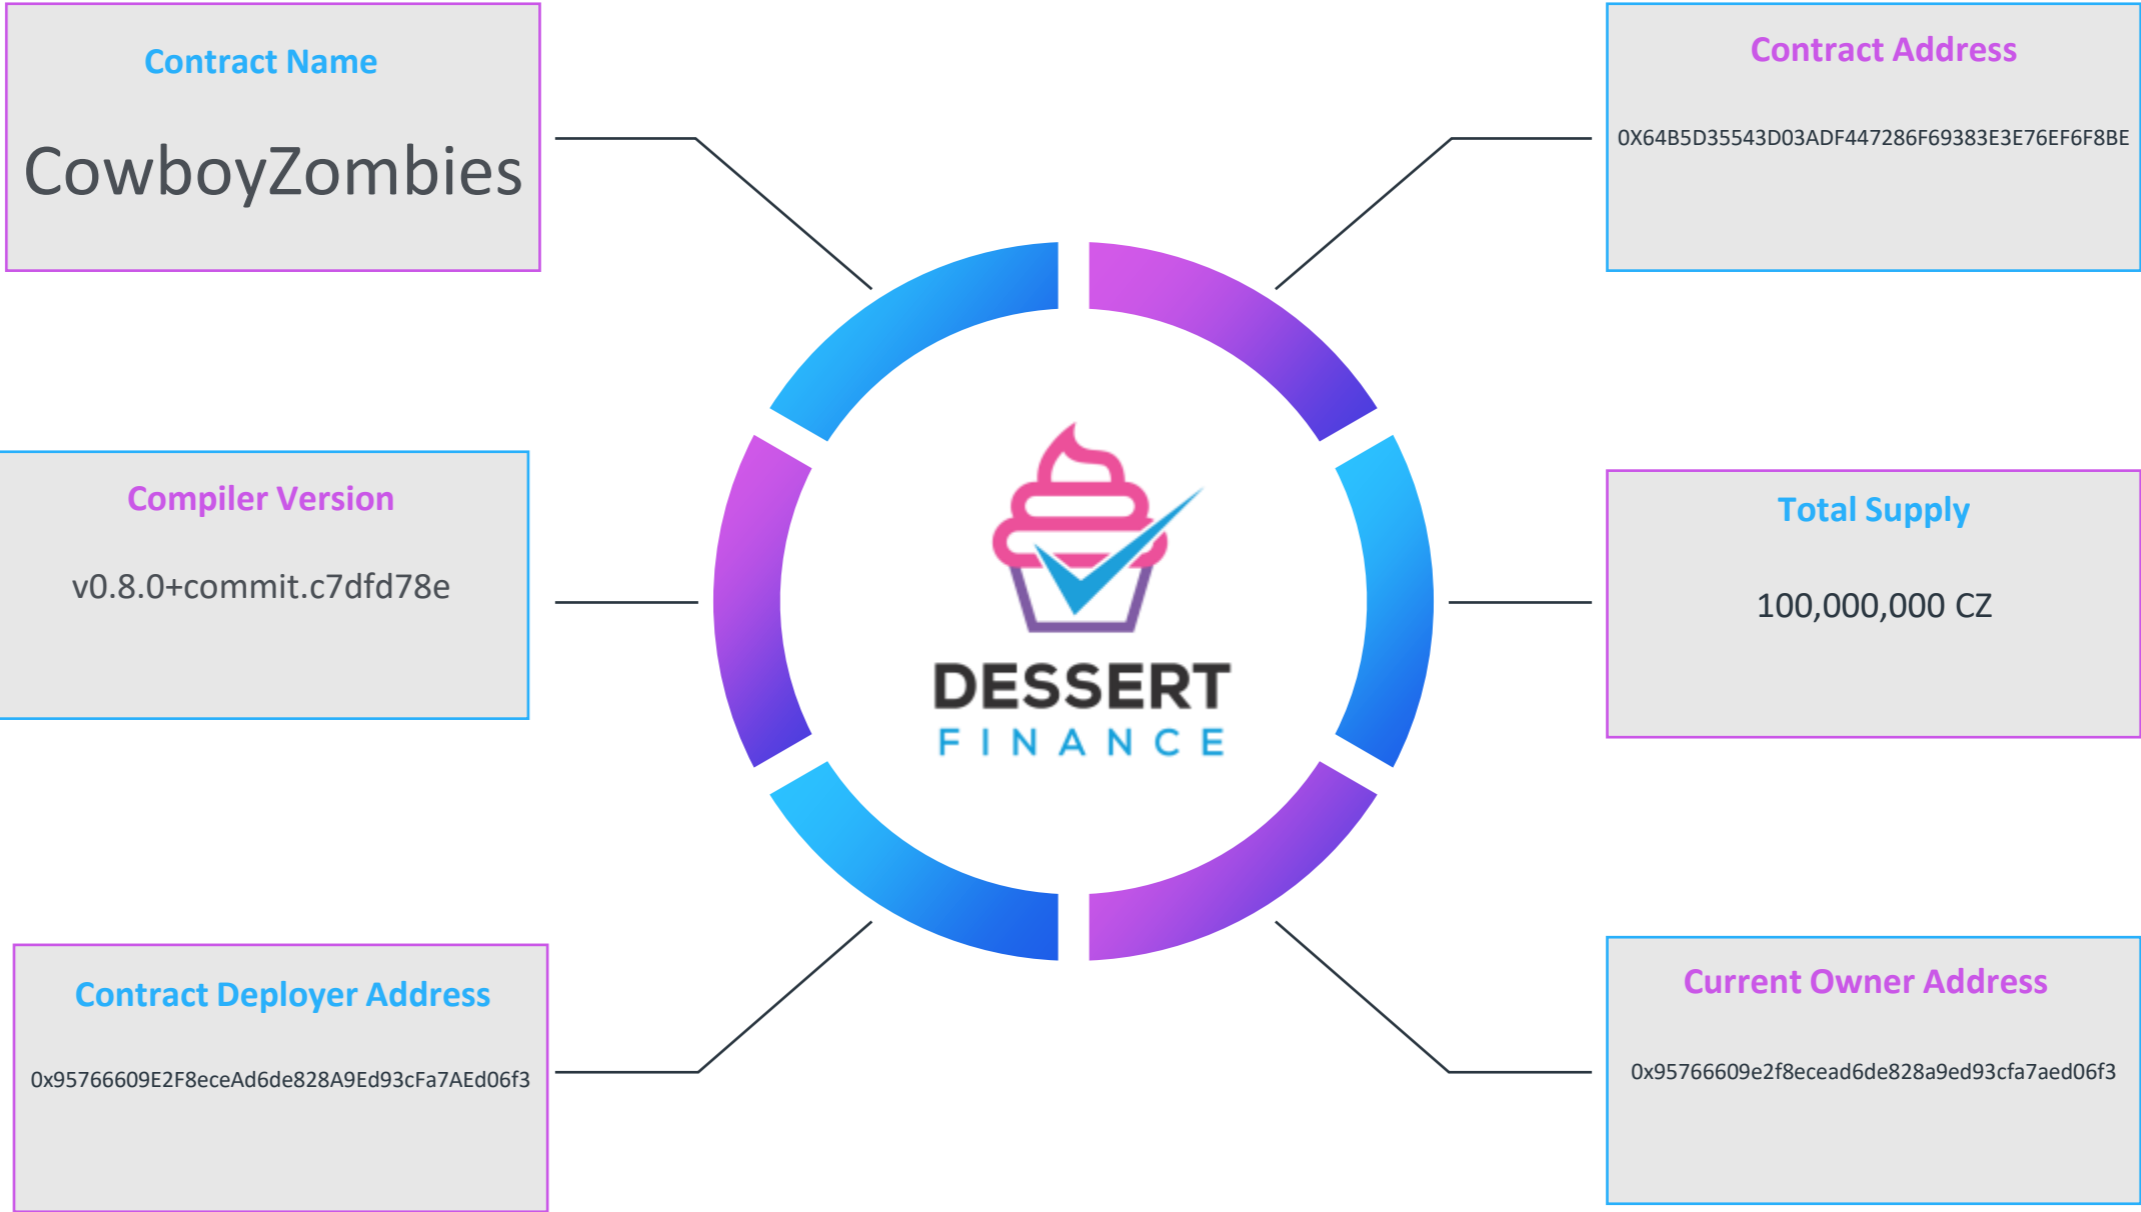 Contract Name
CowboyZombies
Contract Address
0X64B5D35543D03ADF447286F69383E3E76EF6F8BE
Compiler Version
v0.8.0+commit.c7dfd78e
Total Supply
100,000,000 CZ
DESSERT
FINANCE
Contract Deployer Address
0x95766609E2F8eceAd6de828A9Ed93cFa7AEd06f3
Current Owner Address
0x95766609e2f8ecead6de828a9ed93cfa7aed06f3